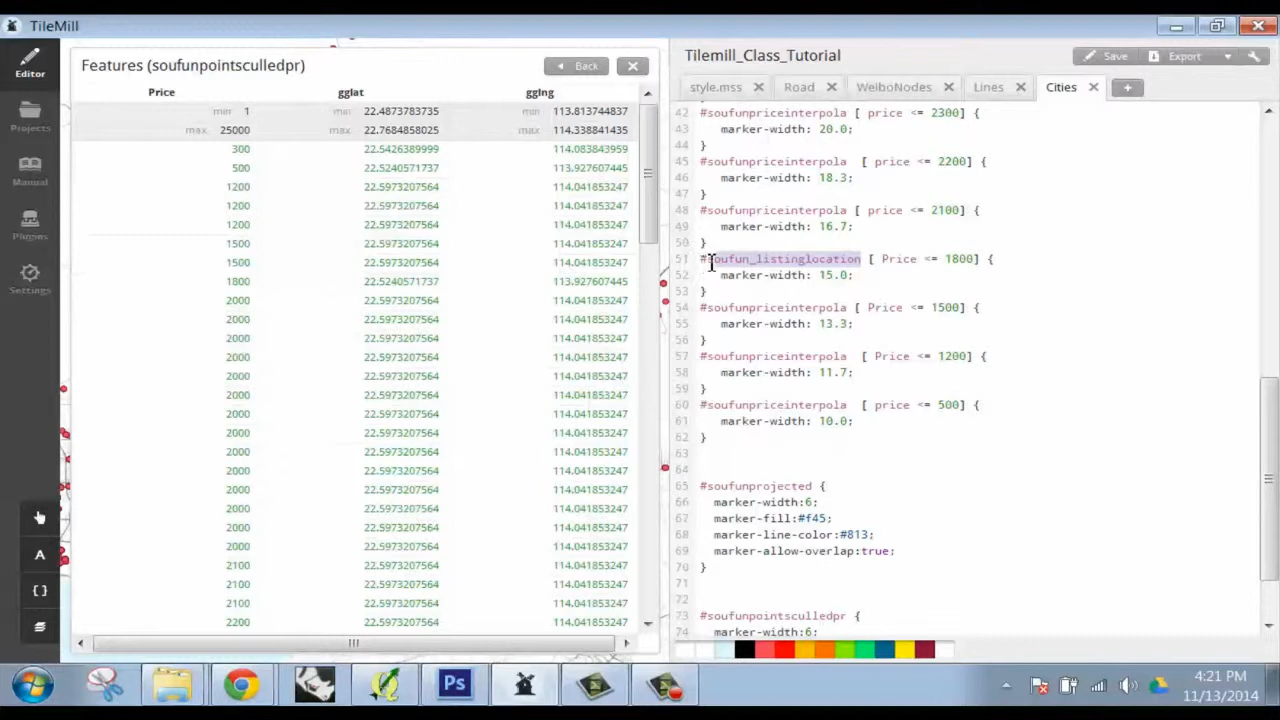 TileMill
Editor
Projects
Manual
Plugins
Settings
A
{ }
Features (soufunpointsculledpr)
Back
Price gglat gglng
min 1 min 22.4873783735 min 113.813744837
max 25000 max 22.7684858025 max 114.338841435
300 22.5426389999 114.083843959
500 22.5240571737 113.927607445
1200 22.5973207564 114.041853247
1200 22.5973207564 114.041853247
1200 22.5973207564 114.041853247
1500 22.5973207564 114.041853247
1500 22.5973207564 114.041853247
1800 22.5240571737 113.927607445
2000 22.5973207564 114.041853247
2000 22.5973207564 114.041853247
2000 22.5973207564 114.041853247
2000 22.5973207564 114.041853247
2000 22.5973207564 114.041853247
2000 22.5973207564 114.041853247
2000 22.5973207564 114.041853247
2000 22.5973207564 114.041853247
2000 22.5973207564 114.041853247
2000 22.5973207564 114.041853247
2000 22.5973207564 114.041853247
2000 22.5973207564 114.041853247
2000 22.5973207564 114.041853247
2000 22.5973207564 114.041853247
2100 22.5973207564 114.041853247
2100 22.5973207564 114.041853247
2100 22.5973207564 114.041853247
2200 22.5973207564 114.041853247
Tilemill_Class_Tutorial
Save Export
style.mss Road WeiboNodes Lines Cities +
42 #soufunpriceinterpola [ price <= 2300] {
43 marker-width: 20.0;
44 }
45 #soufunpriceinterpola [ price <= 2200] {
46 marker-width: 18.3;
47 }
48 #soufunpriceinterpola [ price <= 2100] {
49 marker-width: 16.7;
50 }
51 #soufun_listinglocation [ Price <= 1800] {
52 marker-width: 15.0;
53 }
54 #soufunpriceinterpola [ Price <= 1500] {
55 marker-width: 13.3;
56 }
57 #soufunpriceinterpola [ Price <= 1200] {
58 marker-width: 11.7;
59 }
60 #soufunpriceinterpola [ price <= 500] {
61 marker-width: 10.0;
62 }
63
64
65 #soufunprojected {
66 marker-width:6;
67 marker-fill:#f45;
68 marker-line-color:#813;
69 marker-allow-overlap:true;
70 }
71
72
73 #soufunpointsculledpr {
74 marker-width:6;
Ps
4:21 PM
11/13/2014